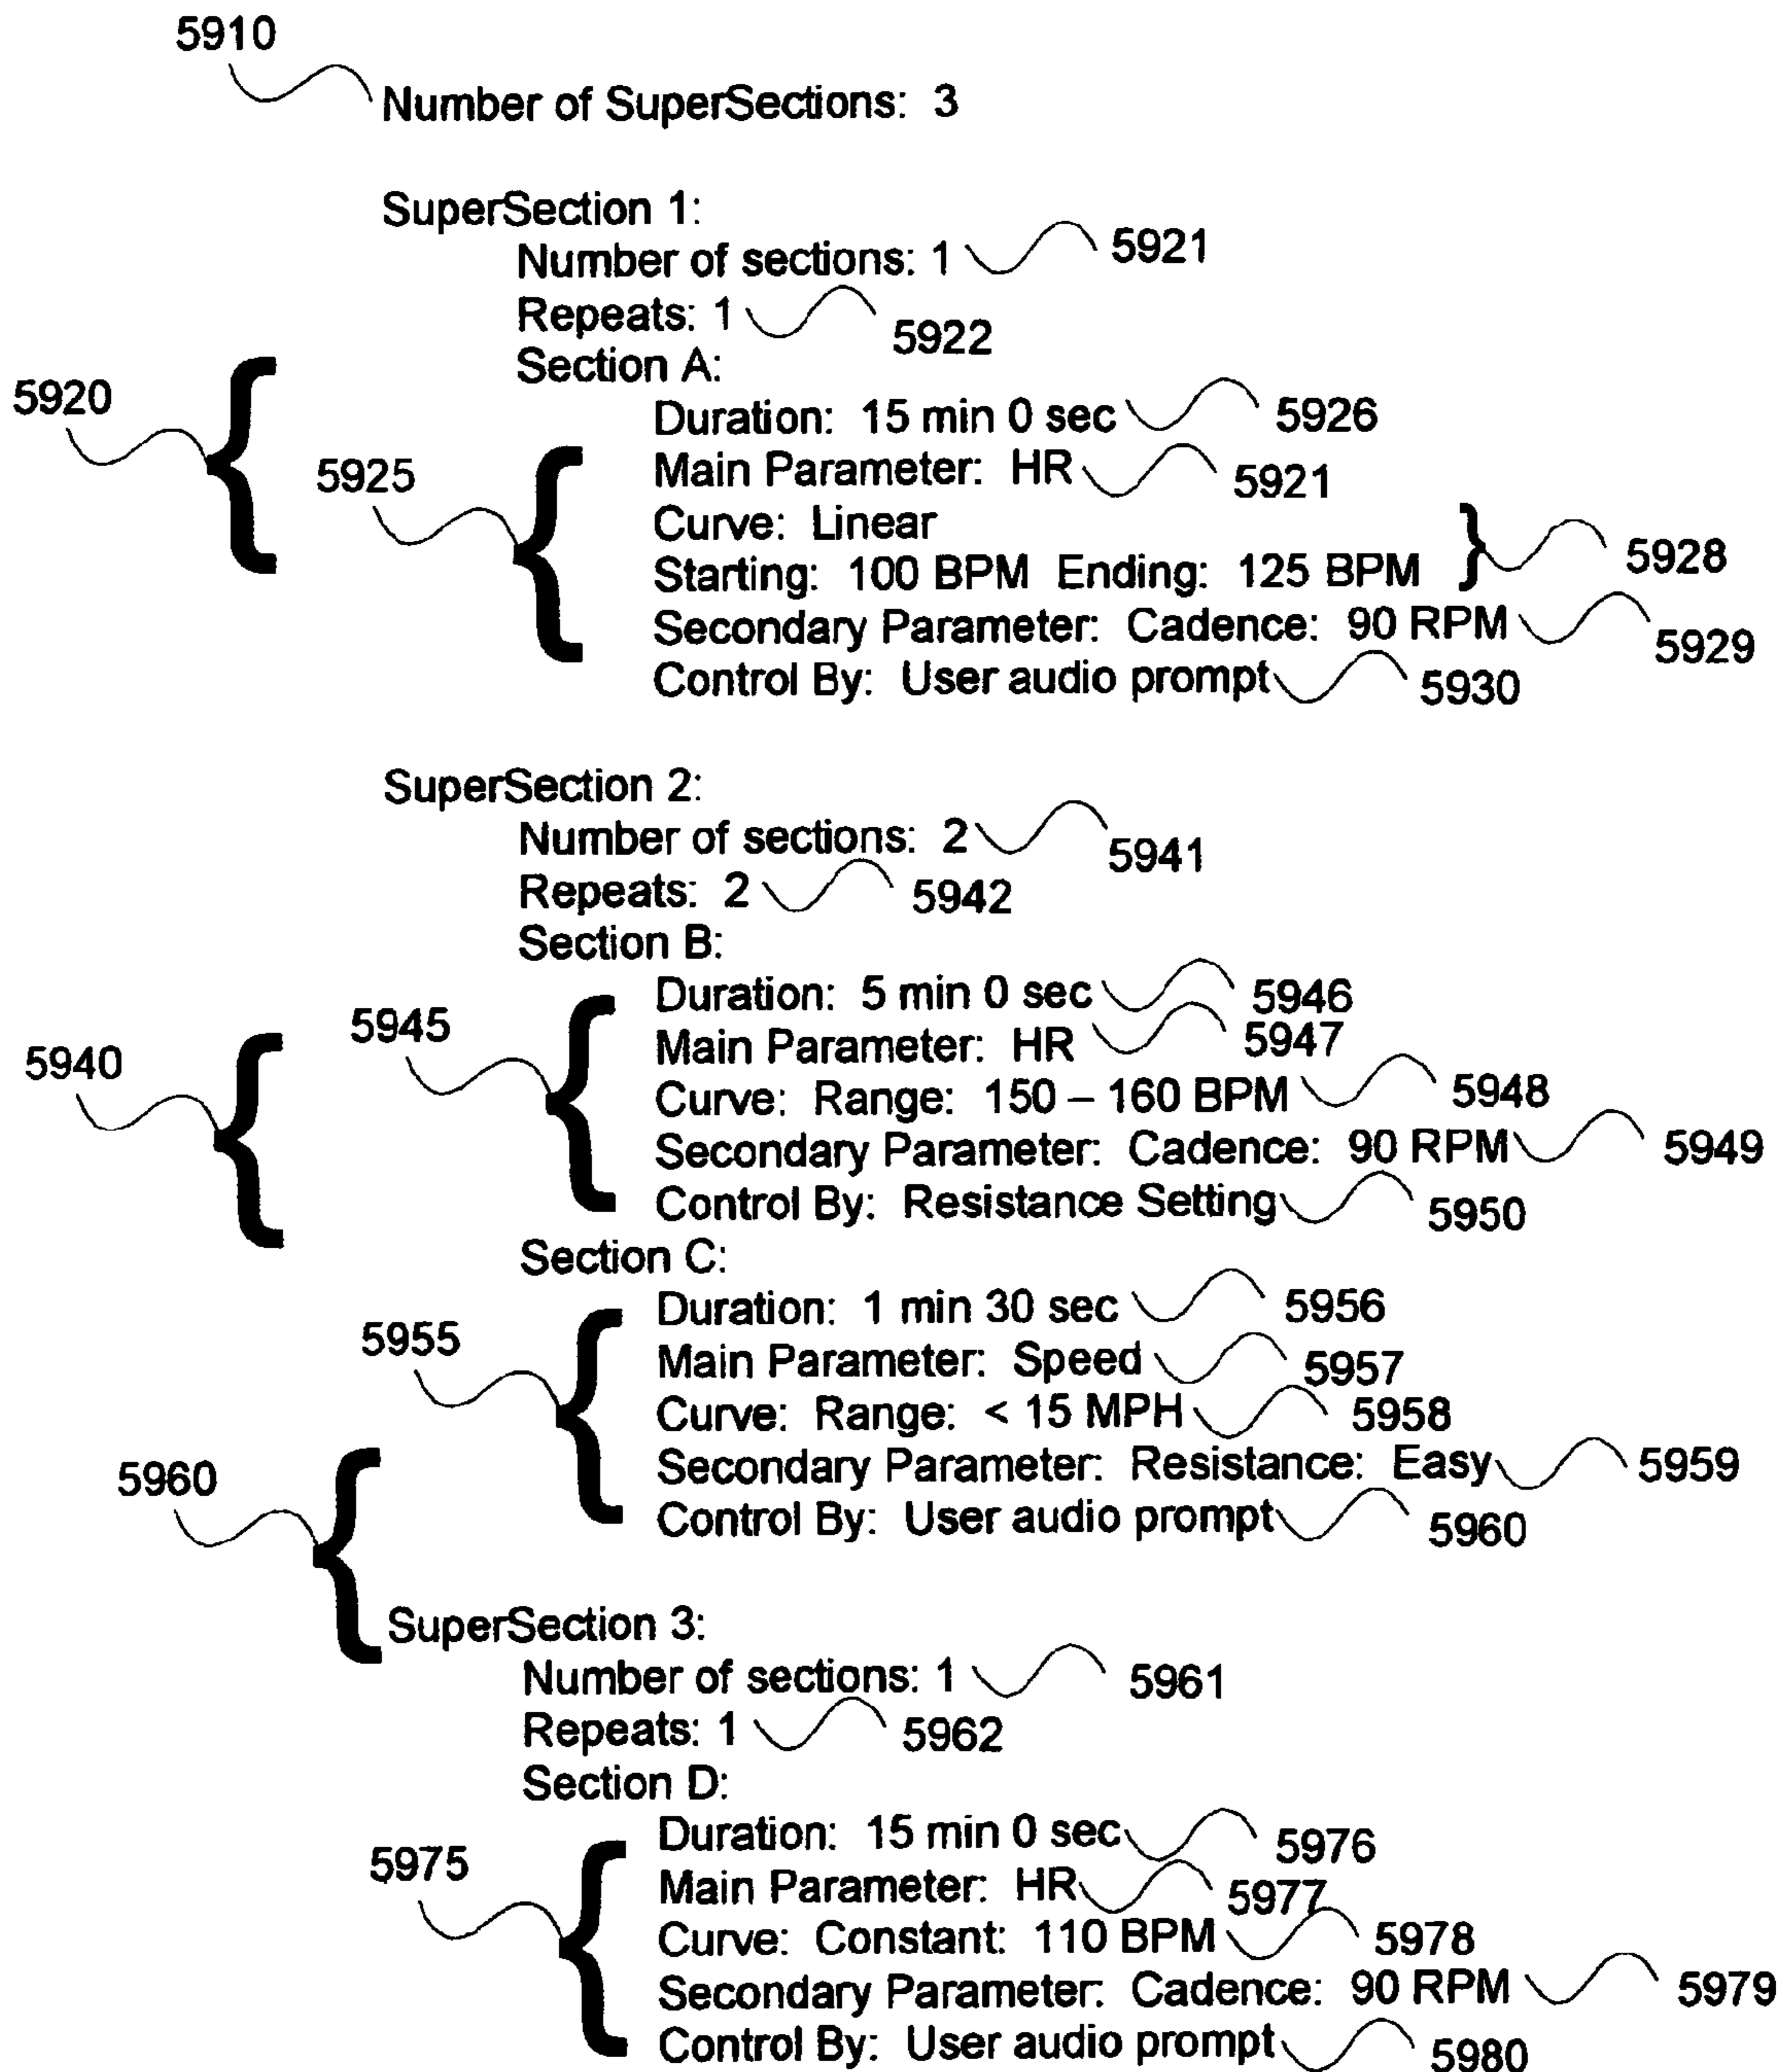 5910
Number of SuperSections: 3
SuperSection 1:
Number of sections: 1 5921
Repeats: 1 5922
Section A:
5920
Duration: 15 min 0 sec 5926
5925
Main Parameter: HR 5921
Curve: Linear
Starting: 100 BPM Ending: 125 BPM } 5928
Secondary Parameter: Cadence: 90 RPM 5929
Control By: User audio prompt 5930
SuperSection 2:
Number of sections: 2 5941
Repeats: 2 5942
Section B:
Duration: 5 min 0 sec 5946
5940 5945
Main Parameter: HR 5947
Curve: Range: 150 – 160 BPM 5948
Secondary Parameter: Cadence: 90 RPM 5949
Control By: Resistance Setting 5950
Section C:
Duration: 1 min 30 sec 5956
5955
Main Parameter: Speed 5957
Curve: Range: < 15 MPH 5958
5960
Secondary Parameter: Resistance: Easy 5959
Control By: User audio prompt 5960
SuperSection 3:
Number of sections: 1 5961
Repeats: 1 5962
Section D:
Duration: 15 min 0 sec 5976
5975
Main Parameter: HR 5977
Curve: Constant: 110 BPM 5978
Secondary Parameter: Cadence: 90 RPM 5979
Control By: User audio prompt 5980